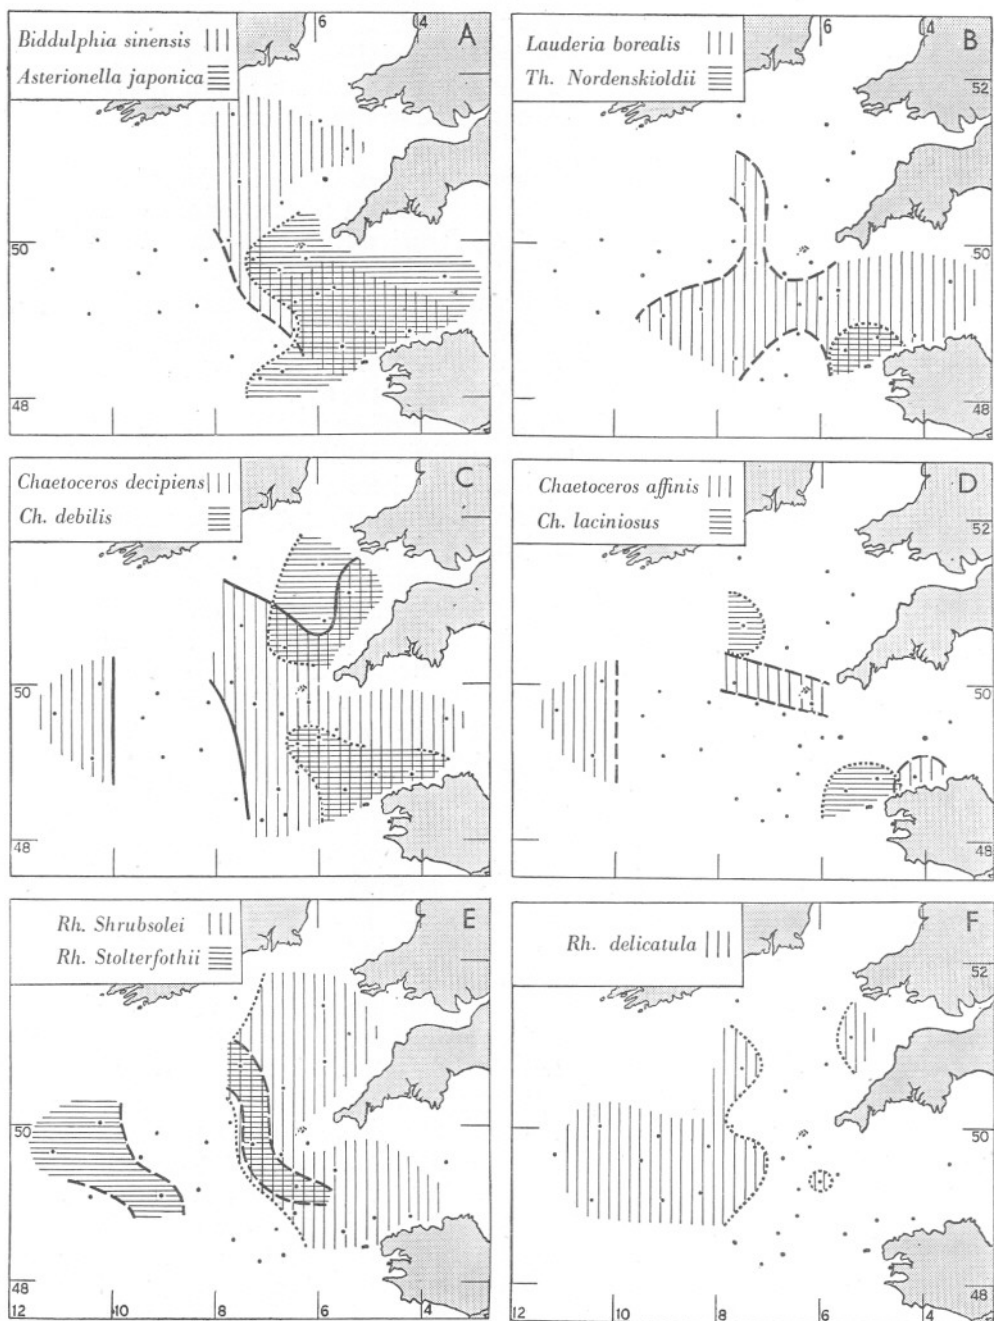 6 4
Biddulphia sinensis
A
Asterionella japonica
50
48
6 4
Lauderia borealis
B
Th. Nordenskioldii
52
50
48
Chaetoceros decipiens
C
Ch. debilis
50
48
Chaetoceros affinis
D
Ch. laciniosus
52
50
48
Rh. Shrubsolei
E
Rh. Stolterfothii
50
48
12 10 8 6 4
F
Rh. delicatula
52
50
48
12 10 8 6 4